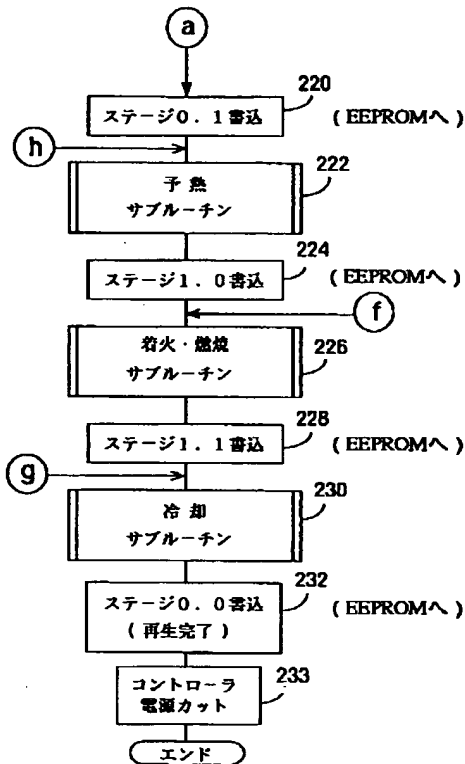 a
220
ステージ0.1書込 (EEPROMへ)
h
222
予熱
サブルーチン
224
ステージ1.0書込 (EEPROMへ)
f
着火・燃焼
サブルーチン
226
228
ステージ1.1書込 (EEPROMへ)
g
230
冷却
サブルーチン
232
ステージ0.0書込 (EEPROMへ)
(再生完了)
233
コントローラ
電源カット
エンド